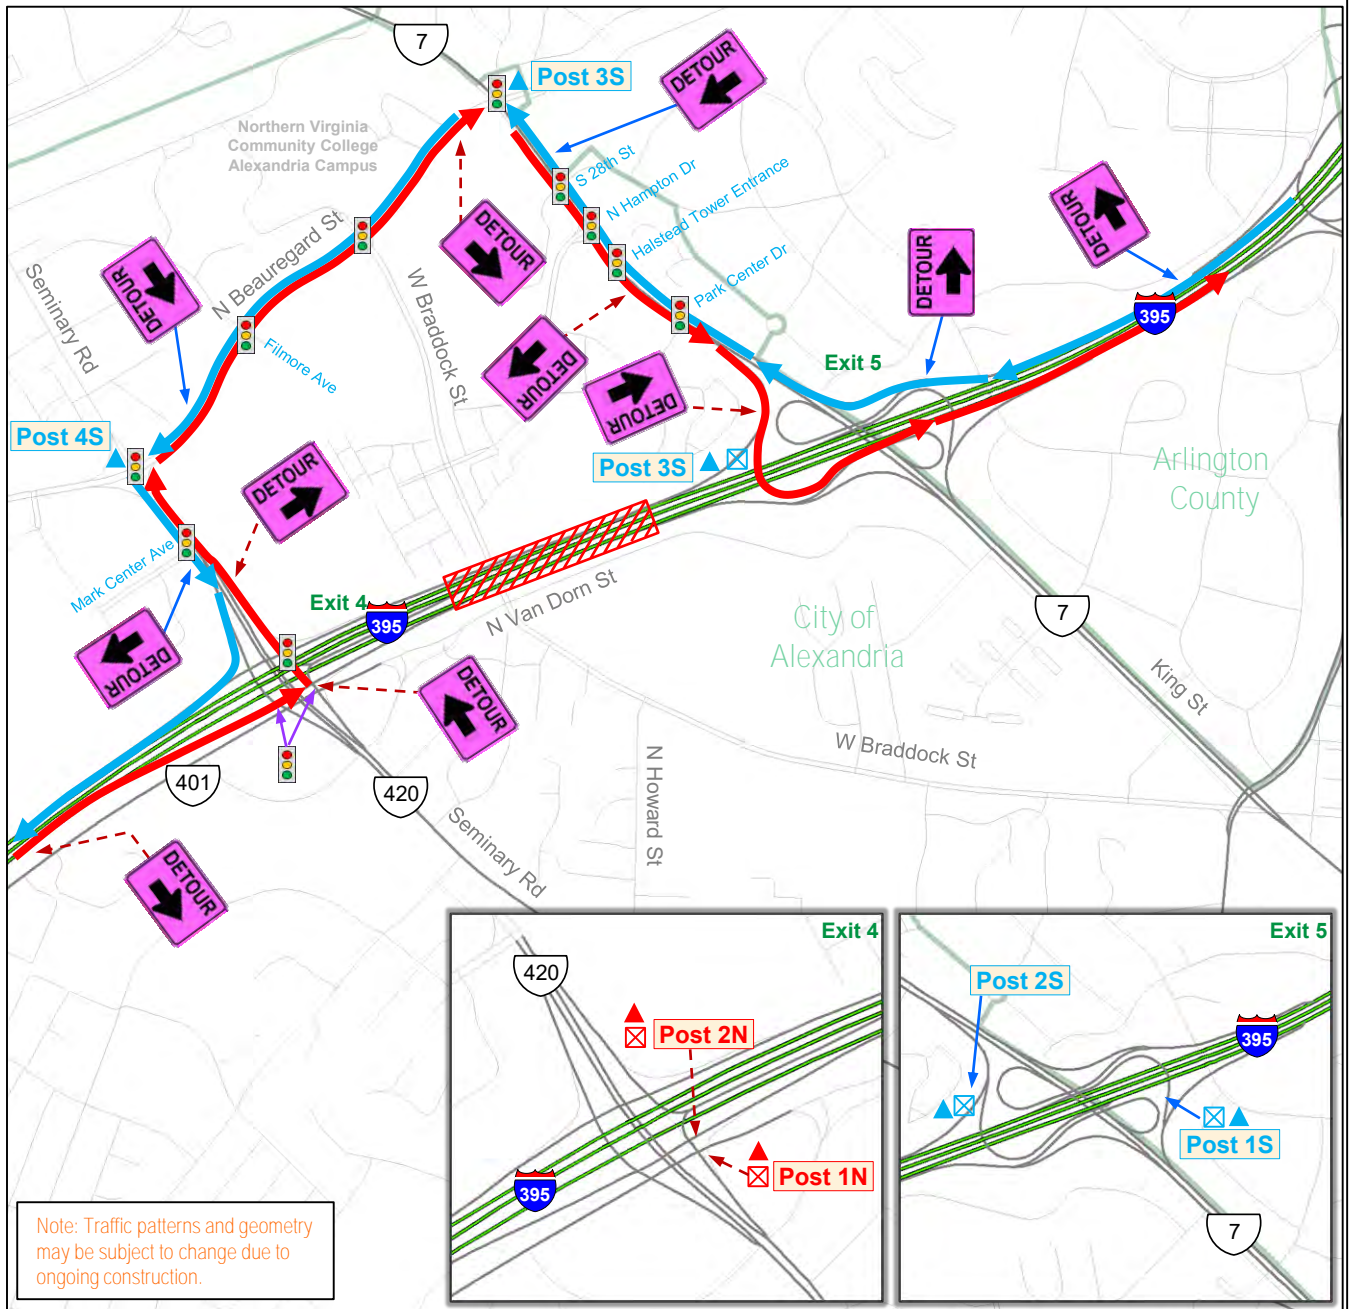 7
Post 3S
DETOUR
Northern Virginia
Community College
Alexandria Campus
S 28th St
N Hampton Dr
Halstead Tower Entrance
Park Center Dr
DETOUR
DETOUR
DETOUR
DETOUR
N Beauregard St
Seminary Rd
W Braddock St
Filmore Ave
DETOUR
DETOUR
395
Exit 5
Post 4S
DETOUR
Post 3S
Arlington
County
Mark Center Ave
Exit 4
395
N Van Dorn St
7
City of
Alexandria
DETOUR
DETOUR
King St
W Braddock St
N Howard St
401
420
Seminary Rd
DETOUR
Exit 4
420
Post 2N
Post 1N
395
Exit 5
Post 2S
395
Post 1S
7
Note: Traffic patterns and geometry
may be subject to change due to
ongoing construction.